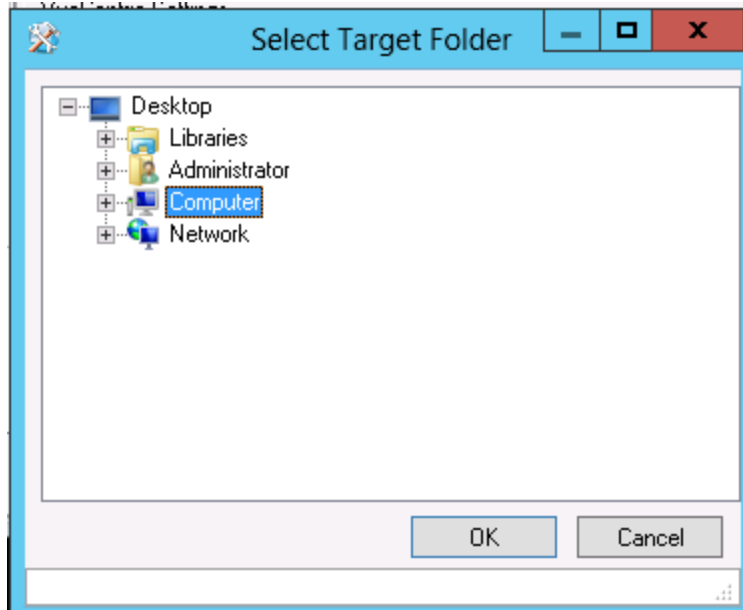 Select Target Folder
Desktop
Libraries
Administrator
Computer
Network
OK
Cancel